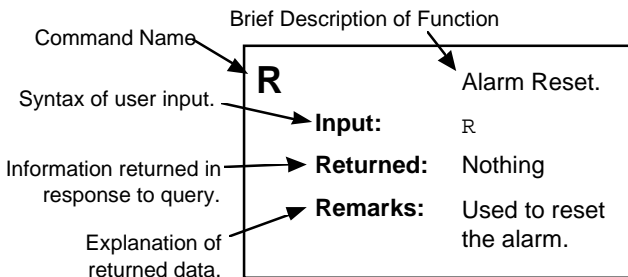 Brief Description of Function
Command Name
R
Alarm Reset.
Syntax of user input.
Input: R
Information returned in
response to query.
Returned: Nothing
Remarks: Used to reset
the alarm.
Explanation of
returned data.